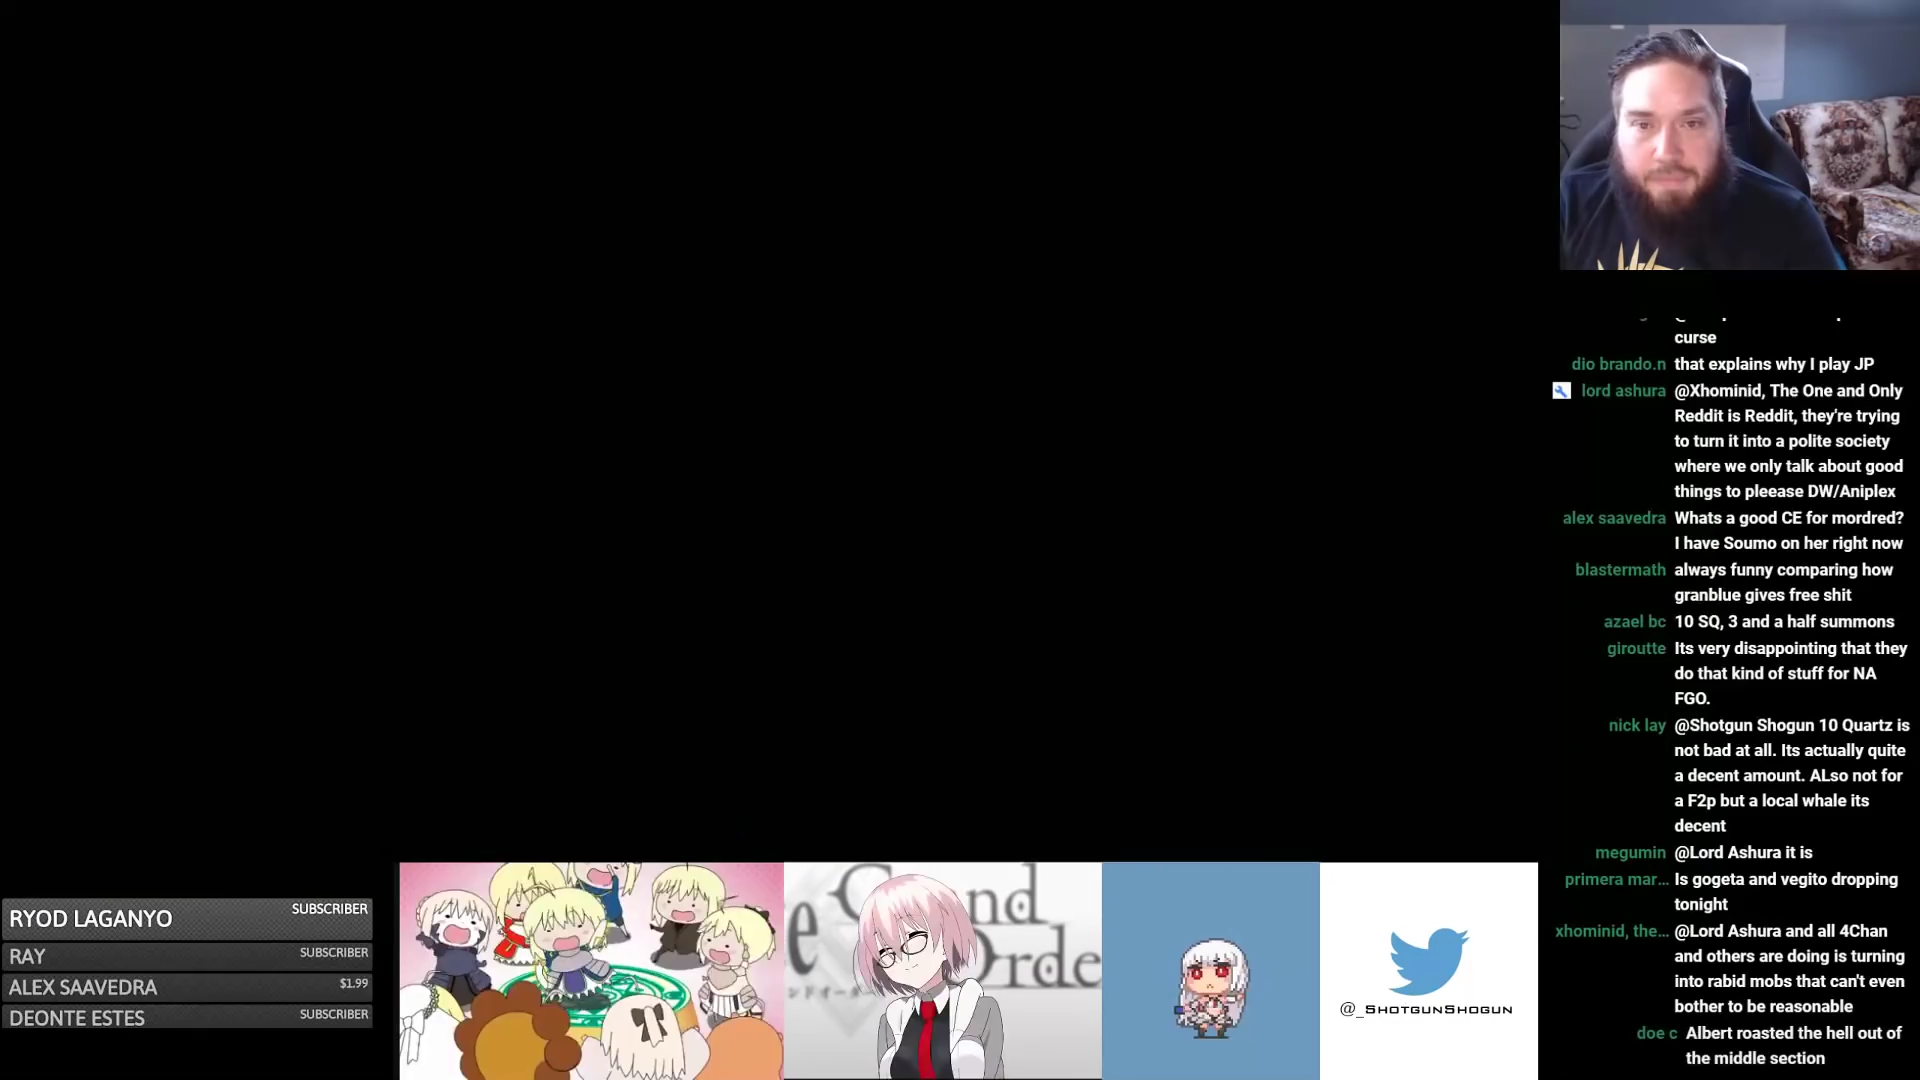 curse
dio brando.n that explains why I play JP
lord ashura @Xhominid, The One and Only
Reddit is Reddit, they're trying
to turn it into a polite society
where we only talk about good
things to pleease DW/Aniplex
alex saavedra Whats a good CE for mordred?
I have Soumo on her right now
blastermath always funny comparing how
granblue gives free shit
azael bc 10 SQ, 3 and a half summons
giroutte Its very disappointing that they
do that kind of stuff for NA
FGO.
nick lay @Shotgun Shogun 10 Quartz is
not bad at all. Its actually quite
a decent amount. ALso not for
a F2p but a local whale its
decent
megumin @Lord Ashura it is
primera mar... Is gogeta and vegito dropping
tonight
xhominid, the... @Lord Ashura and all 4Chan
and others are doing is turning
into rabid mobs that can't even
bother to be reasonable
doe c Albert roasted the hell out of
the middle section
RYOD LAGANYO SUBSCRIBER
RAY SUBSCRIBER
ALEX SAAVEDRA $1.99
DEONTE ESTES SUBSCRIBER
@_SHOTGUNSHOGUN